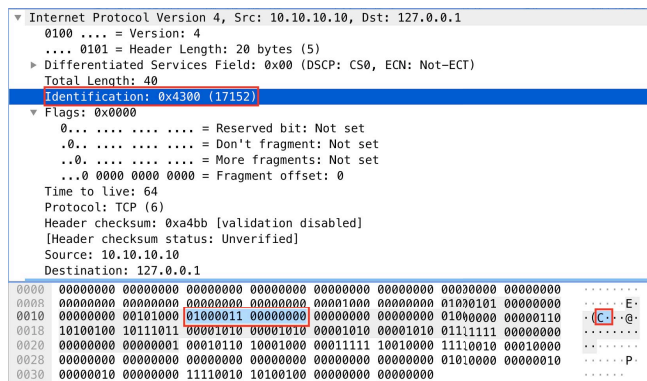 Internet Protocol Version 4, Src: 10.10.10.10, Dst: 127.0.0.1
0100 .... = Version: 4
.... 0101 = Header Length: 20 bytes (5)
Differentiated Services Field: 0x00 (DSCP: CS0, ECN: Not-ECT)
Total Length: 40
Identification: 0x4300 (17152)
Flags: 0x0000
0... .... .... .... = Reserved bit: Not set
.0.. .... .... .... = Don't fragment: Not set
..0. .... .... .... = More fragments: Not set
...0 0000 0000 0000 = Fragment offset: 0
Time to live: 64
Protocol: TCP (6)
Header checksum: 0xa4bb [validation disabled]
[Header checksum status: Unverified]
Source: 10.10.10.10
Destination: 127.0.0.1
0000 00000000 00000000 00000000 00000000 00000000 00000000 00000000 00000000 ········
0008 00000000 00000000 00000000 00000000 00001000 00000000 01000101 00000000 ······E·
0010 00000000 00101000 01000011 00000000 00000000 00000000 01000000 00000110 ·(C···@·
0018 10100100 10111011 00001010 00001010 00001010 00001010 01111111 00000000 ········
0020 00000000 00000001 00010110 10001000 00011111 10010000 11110010 00010000 ········
0028 00000000 00000000 00000000 00000000 00000000 00000000 01010000 00000010 ······P·
0030 00000010 00000000 11110010 10100100 00000000 00000000 ······